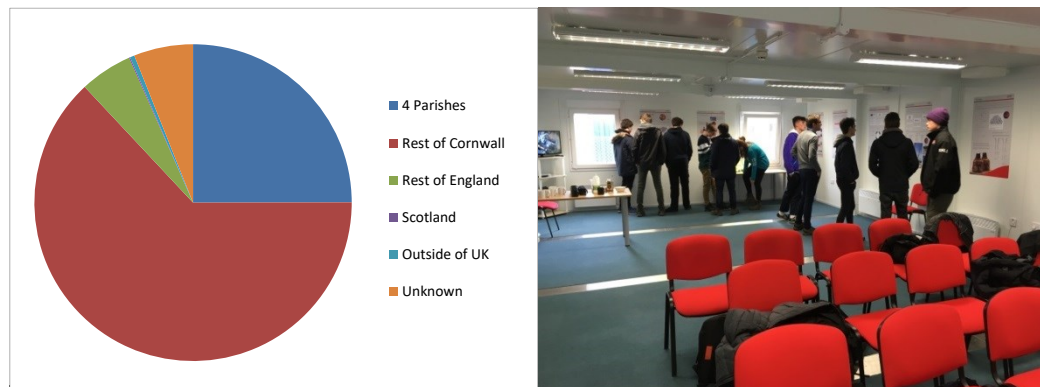 4 Parishes
Rest of Cornwall
Rest of England
Scotland
Outside of UK
Unknown